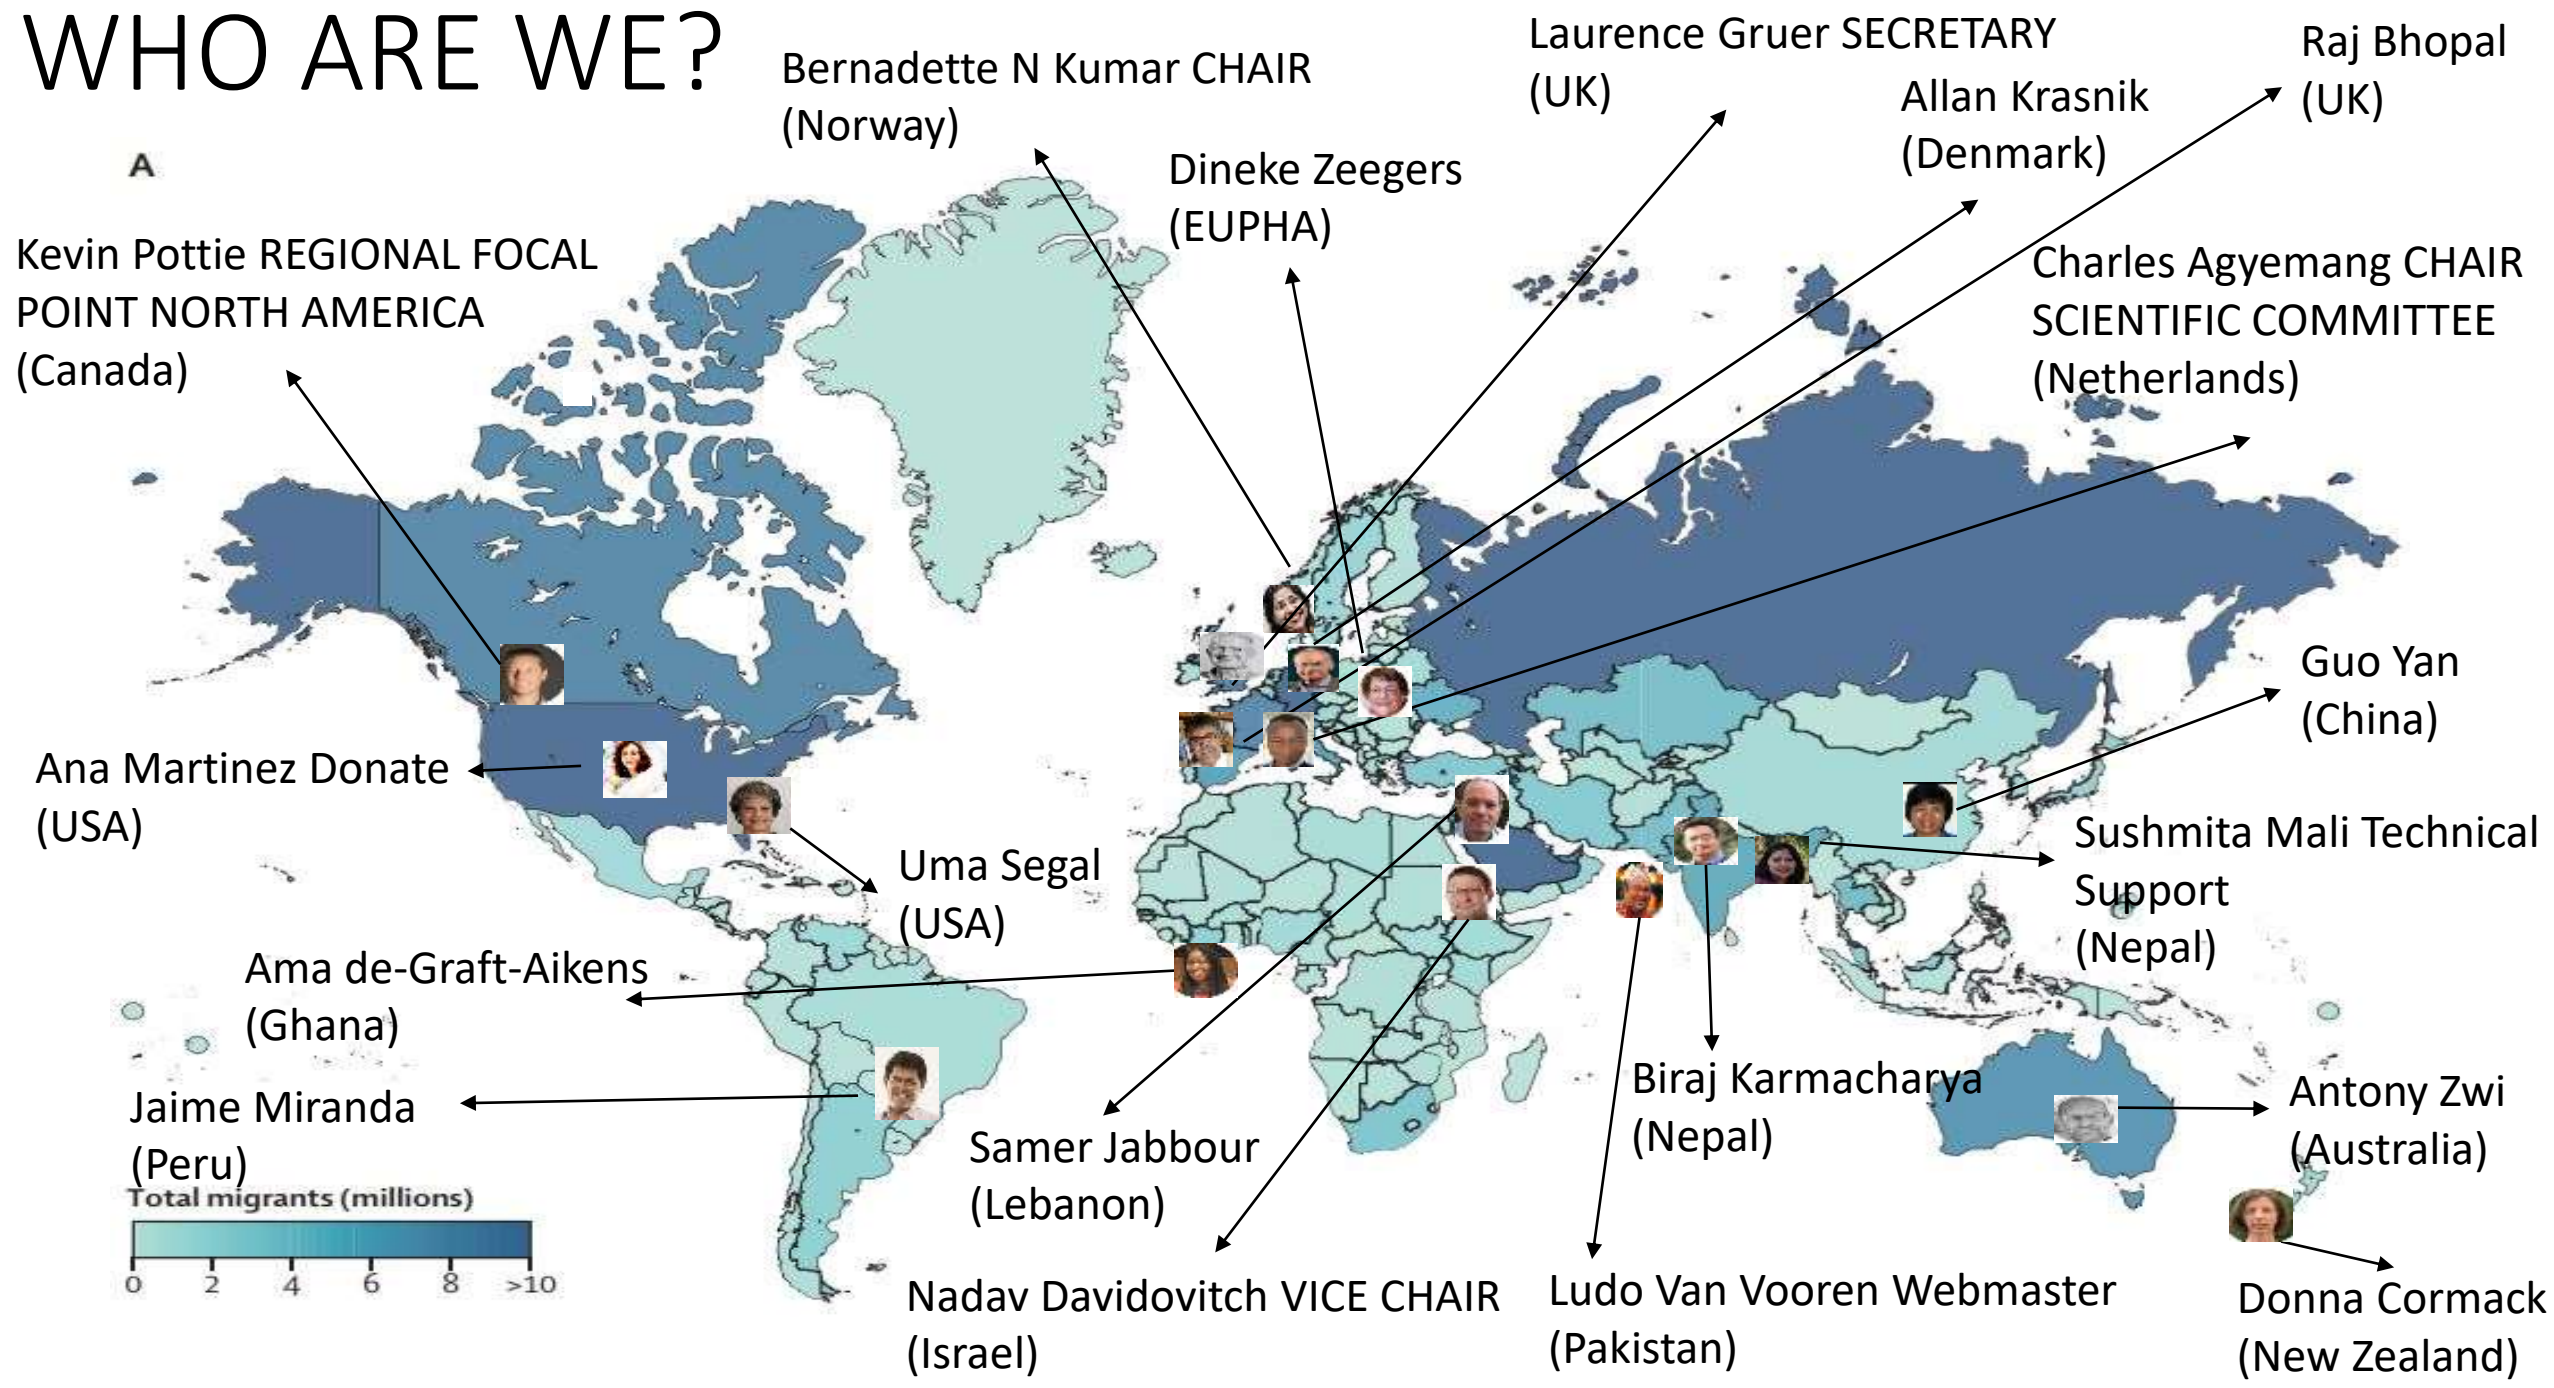 WHO ARE WE?
Bernadette N Kumar CHAIR
(Norway)
Laurence Gruer SECRETARY
(UK)
Raj Bhopal
(UK)
Allan Krasnik
(Denmark)
Dineke Zeegers
(EUPHA)
A
Kevin Pottie REGIONAL FOCAL
POINT NORTH AMERICA
(Canada)
Charles Agyemang CHAIR
SCIENTIFIC COMMITTEE
(Netherlands)
Guo Yan
(China)
Ana Martinez Donate
(USA)
Sushmita Mali Technical
Support
(Nepal)
Uma Segal
(USA)
Ama de-Graft-Aikens
(Ghana)
Jaime Miranda
(Peru)
Biraj Karmacharya
(Nepal)
Antony Zwi
(Australia)
Samer Jabbour
(Lebanon)
Total migrants (millions)
0 2 4 6 8 >10
Nadav Davidovitch VICE CHAIR
(Israel)
Ludo Van Vooren Webmaster
(Pakistan)
Donna Cormack
(New Zealand)